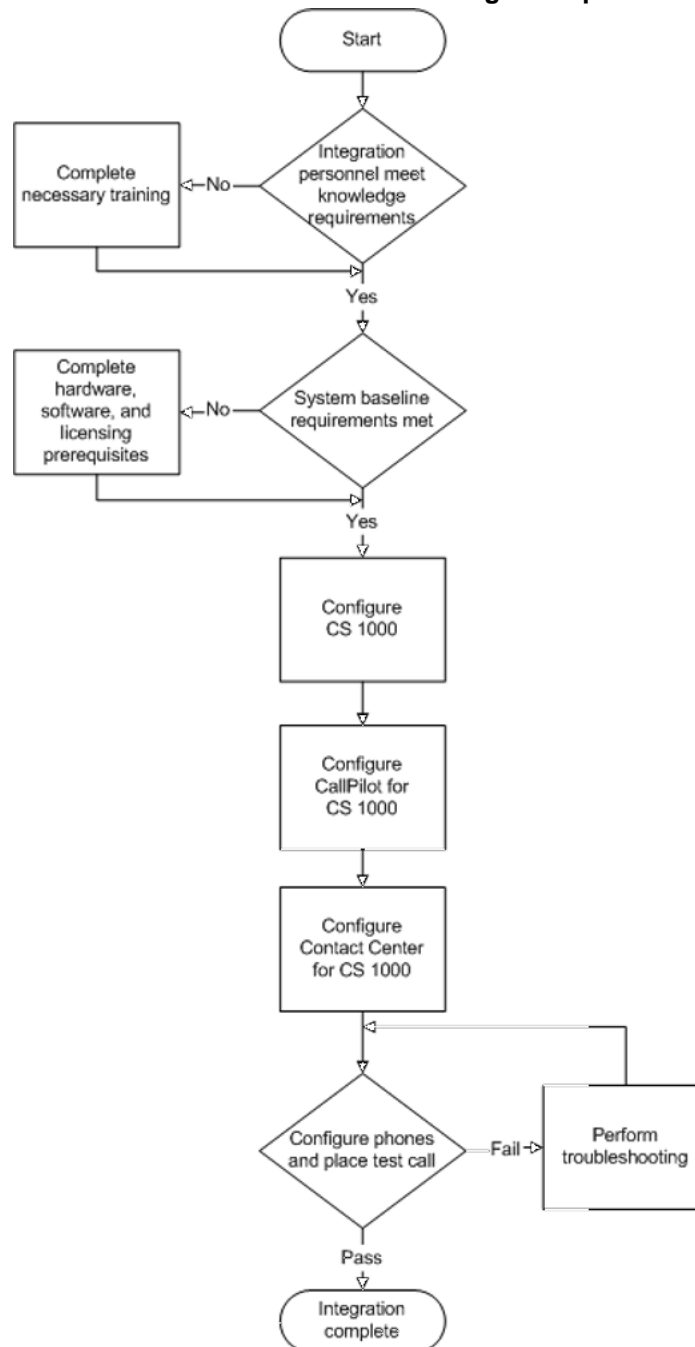 Start
Integration
personnel meet
knowledge
requirements
No
Complete
necessary training
Yes
System baseline
requirements met
No
Complete
hardware,
software, and
licensing
prerequisites
Yes
Configure
CS 1000
Configure
CallPilot for
CS 1000
Configure
Contact Center
for CS 1000
Configure phones
and place test call
Fail
Perform
troubleshooting
Pass
Integration
complete